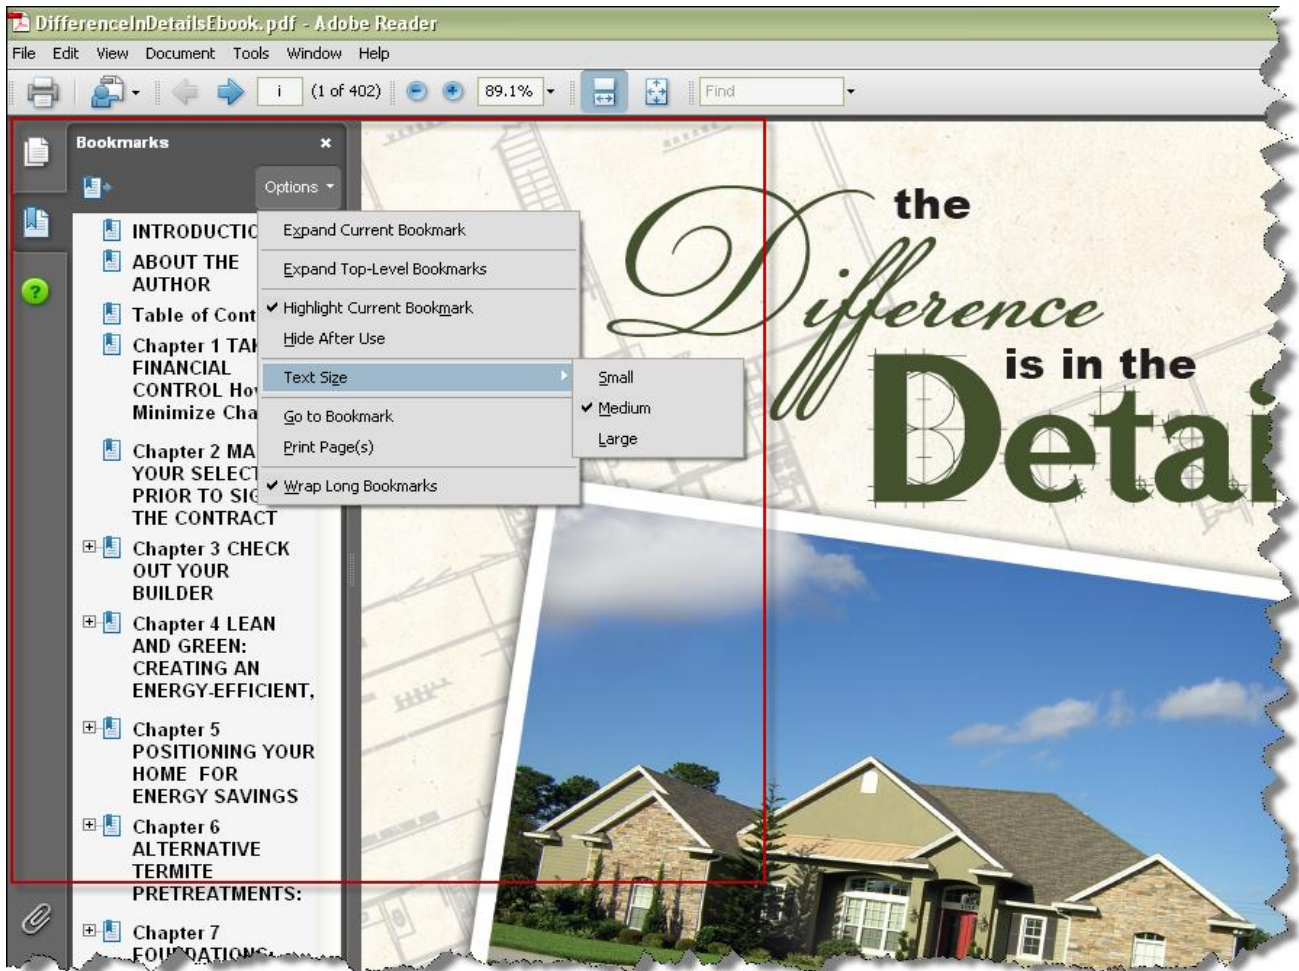 DifferenceInDetailsEbook.pdf - Adobe Reader
File Edit View Document Tools Window Help
i (1 of 402) 89.1% Find
Bookmarks
Options
INTRODUCTIO
ABOUT THE
AUTHOR
Table of Cont
Chapter 1 TAK
FINANCIAL
CONTROL How
Minimize Cha
Chapter 2 MA
YOUR SELECT
PRIOR TO SIG
THE CONTRACT
Chapter 3 CHECK
OUT YOUR
BUILDER
Chapter 4 LEAN
AND GREEN:
CREATING AN
ENERGY-EFFICIENT,
Chapter 5
POSITIONING YOUR
HOME FOR
ENERGY SAVINGS
Chapter 6
ALTERNATIVE
TERMITE
PRETREATMENTS:
Chapter 7
FOUNDATIONS:
Expand Current Bookmark
Expand Top-Level Bookmarks
Highlight Current Bookmark
Hide After Use
Text Size
Go to Bookmark
Print Page(s)
Wrap Long Bookmarks
Small
Medium
Large
the
Difference
is in the
Detai